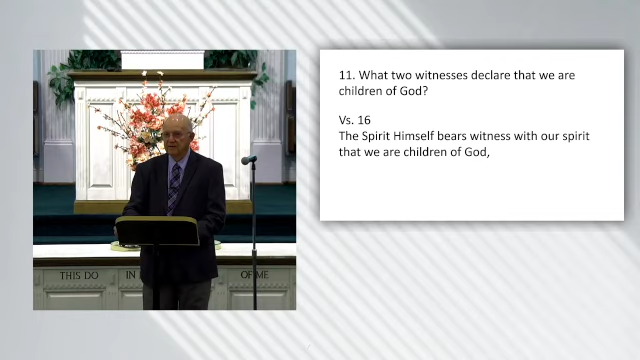 11. What two witnesses declare that we are
children of God?
Vs. 16
The Spirit Himself bears witness with our spirit
that we are children of God,
THIS DO IN OF ME